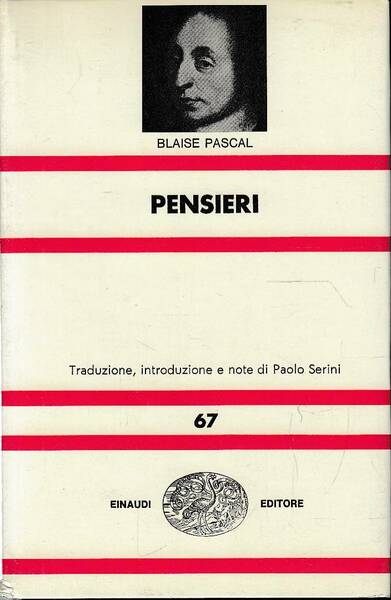 BLAISE PASCAL
PENSIERI
Traduzione, introduzione e note di Paolo Serini
67
EINAUDI EDITORE